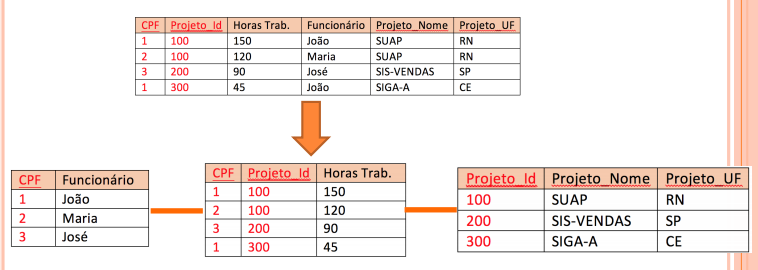 CPF Projeto_Id Horas Trab. Funcionário Projeto_Nome Projeto_UF
1 100 150 João SUAP RN
2 100 120 Maria SUAP RN
3 200 90 José SIS-VENDAS SP
1 300 45 João SIGA-A CE
CPF Funcionário
1 João
2 Maria
3 José
CPF Projeto_Id Horas Trab.
1 100 150
2 100 120
3 200 90
1 300 45
Projeto_Id Projeto_Nome Projeto_UF
100 SUAP RN
200 SIS-VENDAS SP
300 SIGA-A CE